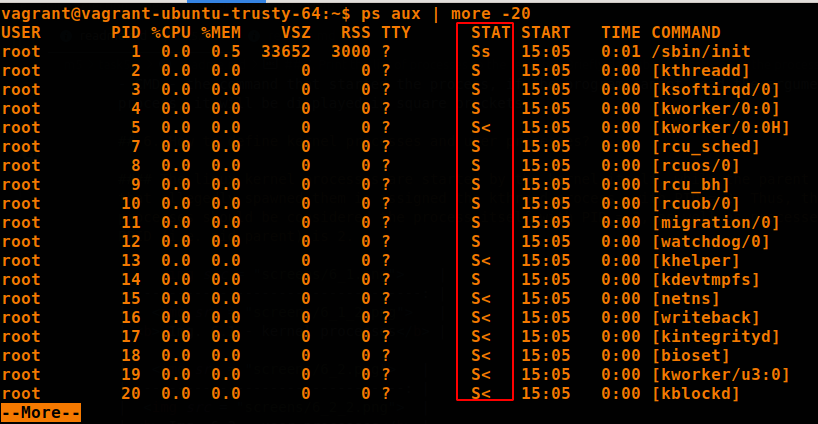 vagrant@vagrant-ubuntu-trusty-64:~$ ps aux | more -20
USER       PID %CPU %MEM    VSZ   RSS TTY      STAT START   TIME COMMAND
root         1  0.0  0.5  33652  3000 ?        Ss   15:05   0:01 /sbin/init
root         2  0.0  0.0      0     0 ?        S    15:05   0:00 [kthreadd]
root         3  0.0  0.0      0     0 ?        S    15:05   0:00 [ksoftirqd/0]
root         4  0.0  0.0      0     0 ?        S    15:05   0:00 [kworker/0:0]
root         5  0.0  0.0      0     0 ?        S<   15:05   0:00 [kworker/0:0H]
root         7  0.0  0.0      0     0 ?        S    15:05   0:00 [rcu_sched]
root         8  0.0  0.0      0     0 ?        S    15:05   0:00 [rcuos/0]
root         9  0.0  0.0      0     0 ?        S    15:05   0:00 [rcu_bh]
root        10  0.0  0.0      0     0 ?        S    15:05   0:00 [rcuob/0]
root        11  0.0  0.0      0     0 ?        S    15:05   0:00 [migration/0]
root        12  0.0  0.0      0     0 ?        S    15:05   0:00 [watchdog/0]
root        13  0.0  0.0      0     0 ?        S<   15:05   0:00 [khelper]
root        14  0.0  0.0      0     0 ?        S    15:05   0:00 [kdevtmpfs]
root        15  0.0  0.0      0     0 ?        S<   15:05   0:00 [netns]
root        16  0.0  0.0      0     0 ?        S<   15:05   0:00 [writeback]
root        17  0.0  0.0      0     0 ?        S<   15:05   0:00 [kintegrityd]
root        18  0.0  0.0      0     0 ?        S<   15:05   0:00 [bioset]
root        19  0.0  0.0      0     0 ?        S<   15:05   0:00 [kworker/u3:0]
root        20  0.0  0.0      0     0 ?        S<   15:05   0:00 [kblockd]
--More--